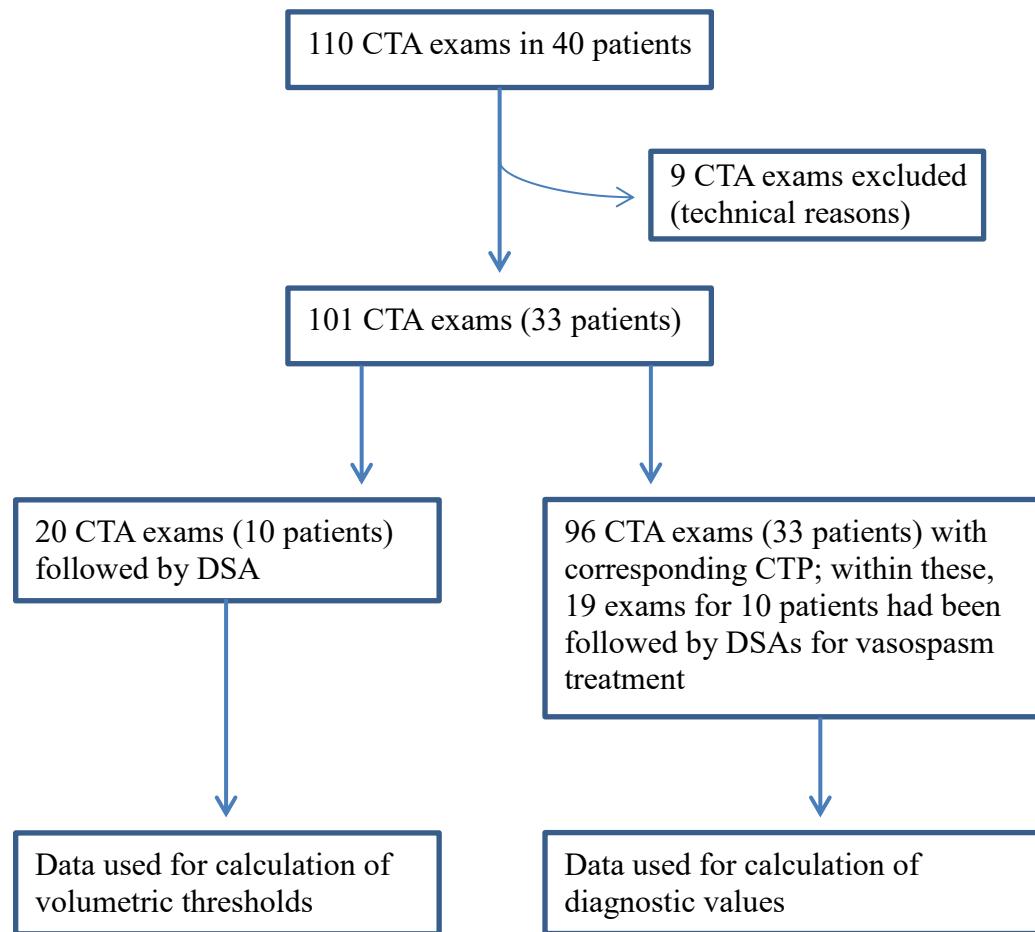 110 CTA exams in 40 patients
9 CTA exams excluded
(technical reasons)
101 CTA exams (33 patients)
20 CTA exams (10 patients)
followed by DSA
96 CTA exams (33 patients) with
corresponding CTP; within these,
19 exams for 10 patients had been
followed by DSAs for vasospasm
treatment
Data used for calculation of
volumetric thresholds
Data used for calculation of
diagnostic values